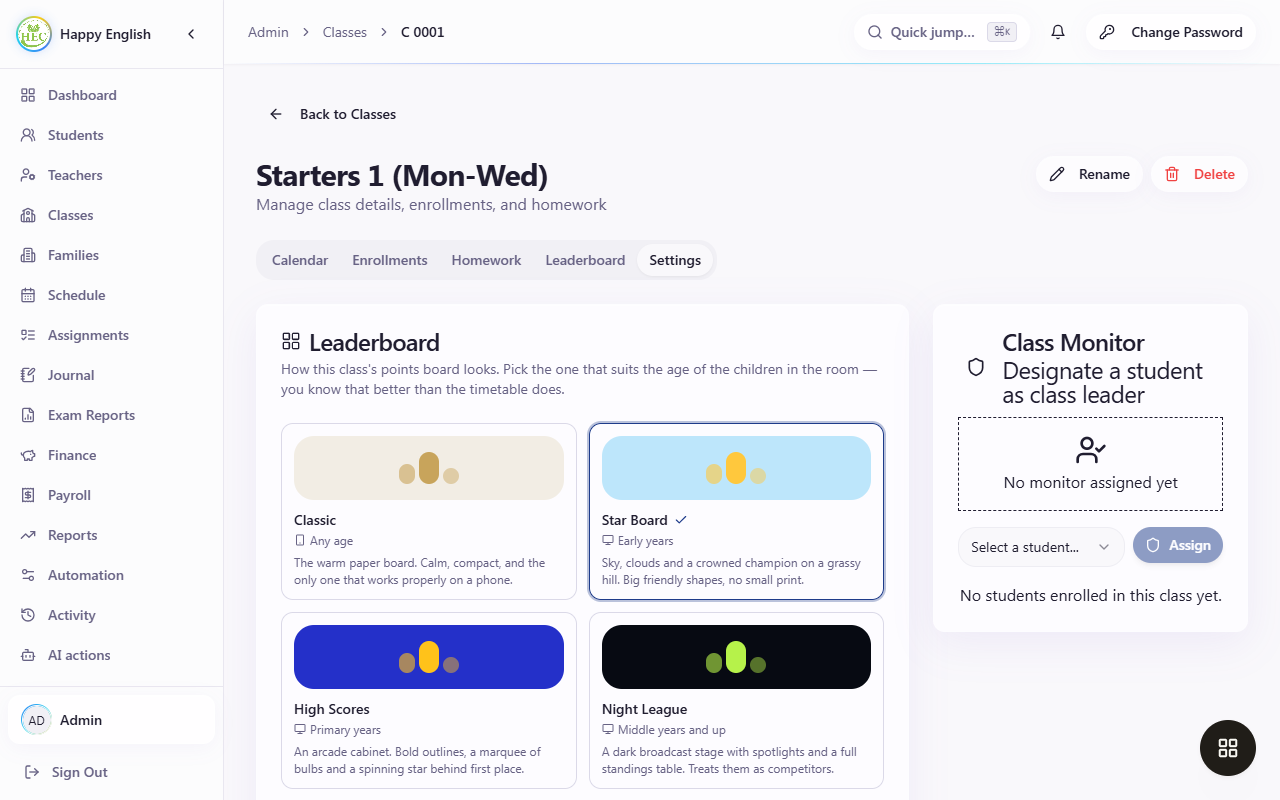 HEC
Happy English
Admin
Classes
C 0001
Quick jump...
⌘K
Change Password
Dashboard
Students
Teachers
Classes
Families
Schedule
Assignments
Journal
Exam Reports
Finance
Payroll
Reports
Automation
Activity
AI actions
AD
Admin
Sign Out
Back to Classes
Starters 1 (Mon-Wed)
Manage class details, enrollments, and homework
Rename
Delete
Calendar
Enrollments
Homework
Leaderboard
Settings
Leaderboard
How this class's points board looks. Pick the one that suits the age of the children in the room —
you know that better than the timetable does.
Classic
Any age
The warm paper board. Calm, compact, and the
only one that works properly on a phone.
Star Board
Early years
Sky, clouds and a crowned champion on a grassy
hill. Big friendly shapes, no small print.
High Scores
Primary years
An arcade cabinet. Bold outlines, a marquee of
bulbs and a spinning star behind first place.
Night League
Middle years and up
A dark broadcast stage with spotlights and a full
standings table. Treats them as competitors.
Class Monitor
Designate a student
as class leader
No monitor assigned yet
Select a student...
Assign
No students enrolled in this class yet.